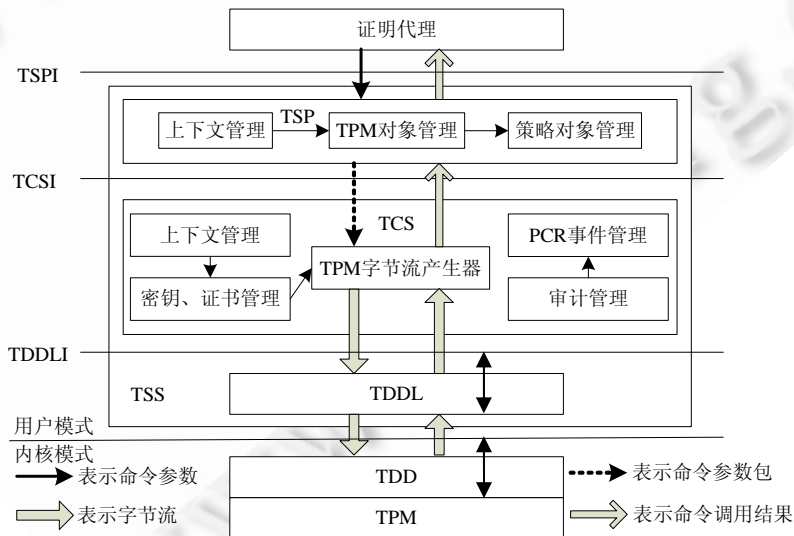 证明代理
TSPI
TSP
上下文管理
TPM对象管理
策略对象管理
TCSI
TCS
上下文管理
PCR事件管理
TPM字节流产生器
密钥、证书管理
审计管理
TDDLI
TSS
TDDL
用户模式
内核模式
TDD
表示命令参数
表示命令参数包
TPM
表示字节流
表示命令调用结果